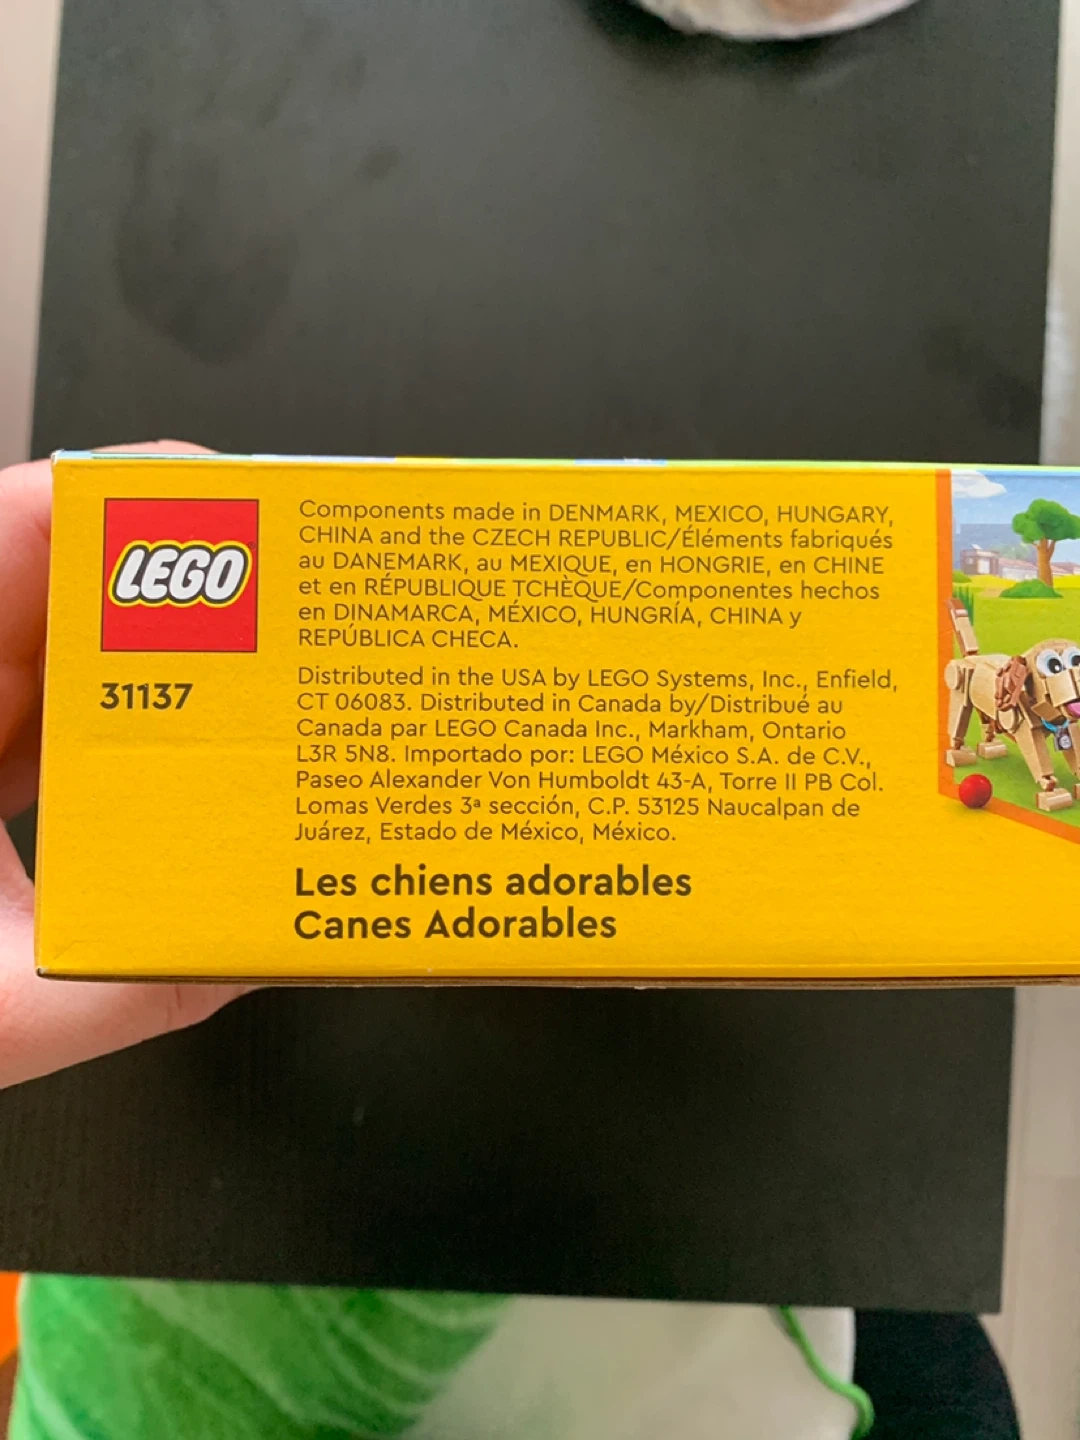 LEGO
31137
Components made in DENMARK, MEXICO, HUNGARY,
CHINA and the CZECH REPUBLIC/Éléments fabriqués
au DANEMARK, au MEXIQUE, en HONGRIE, en CHINE
et en RÉPUBLIQUE TCHÈQUE/Componentes hechos
en DINAMARCA, MÉXICO, HUNGRÍA, CHINA y
REPÚBLICA CHECA.
Distributed in the USA by LEGO Systems, Inc., Enfield,
CT 06083. Distributed in Canada by/Distribué au
Canada par LEGO Canada Inc., Markham, Ontario
L3R 5N8. Importado por: LEGO México S.A. de C.V.,
Paseo Alexander Von Humboldt 43-A, Torre II PB Col.
Lomas Verdes 3ª sección, C.P. 53125 Naucalpan de
Juárez, Estado de México, México.
Les chiens adorables
Canes Adorables